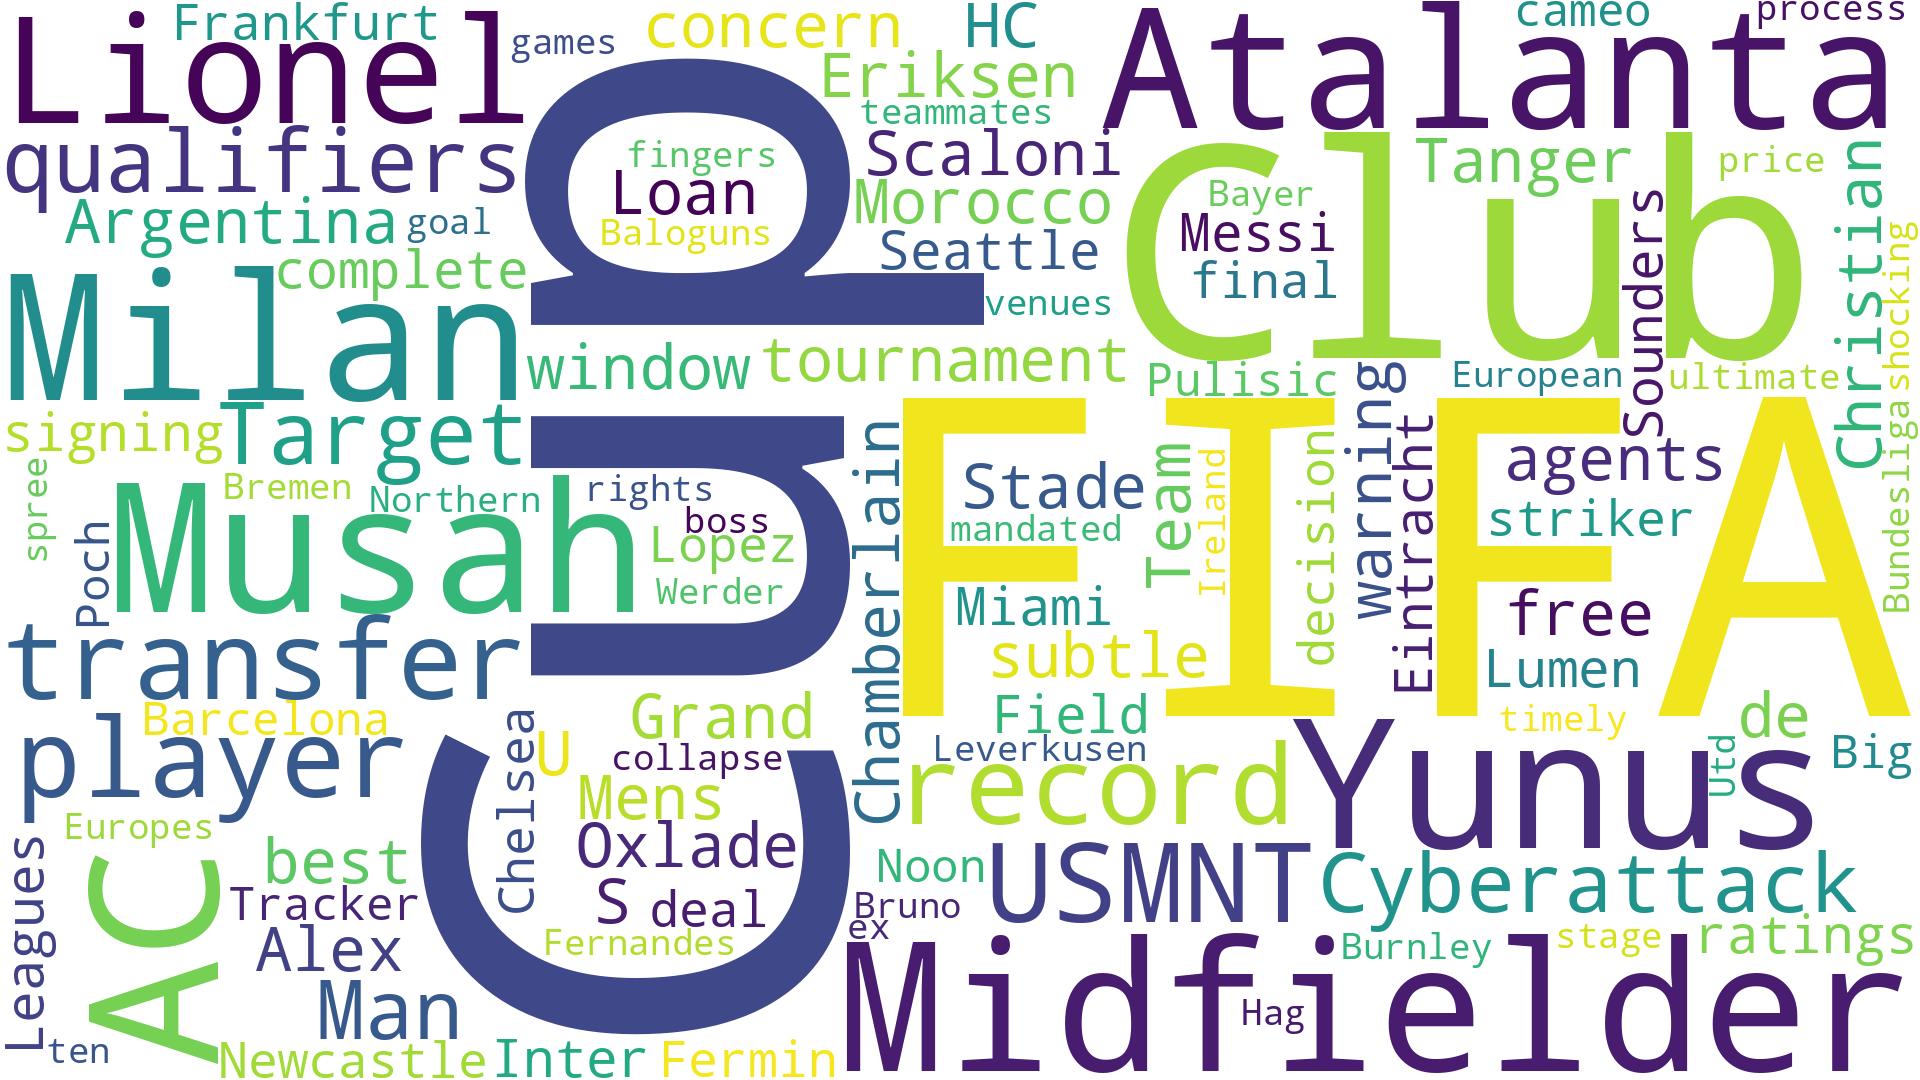 Lionel
Frankfurt
games
concern
HC
Atalanta
cameo
process
Eriksen
teammates
qualifiers
fingers
Loan
Baloguns
Scaloni
Morocco
Seattle
venues
Club
Tanger
price
Bayer
Messi
final
Sounders
Christian
shocking
Argentina
goal
complete
Milan
Cup
window
tournament
Pulisic
European
ultimate
warning
signing
Target
spree
Bremen
Northern
rights
boss
Lopez
Werder
Musah
Poch
Chamberlain
FIFA
Stade
mandated
Team
Ireland
decision
Eintracht
agents
striker
Bundesliga
Miami
subtle
free
Lumen
transfer
Barcelona
player
Grand
Field
Leverkusen
timely
de
Big
Utd
Chelsea
U
collapse
Mens
record
Yunus
Europes
Leagues
AC
best
Tracker
Oxlade
S
deal
Noon
USMNT
Cyberattack
Bruno
ex
Alex
Fernandes
Burnley
stage
ratings
Man
Midfielder
Hag
ten
Newcastle
Inter
Fermin